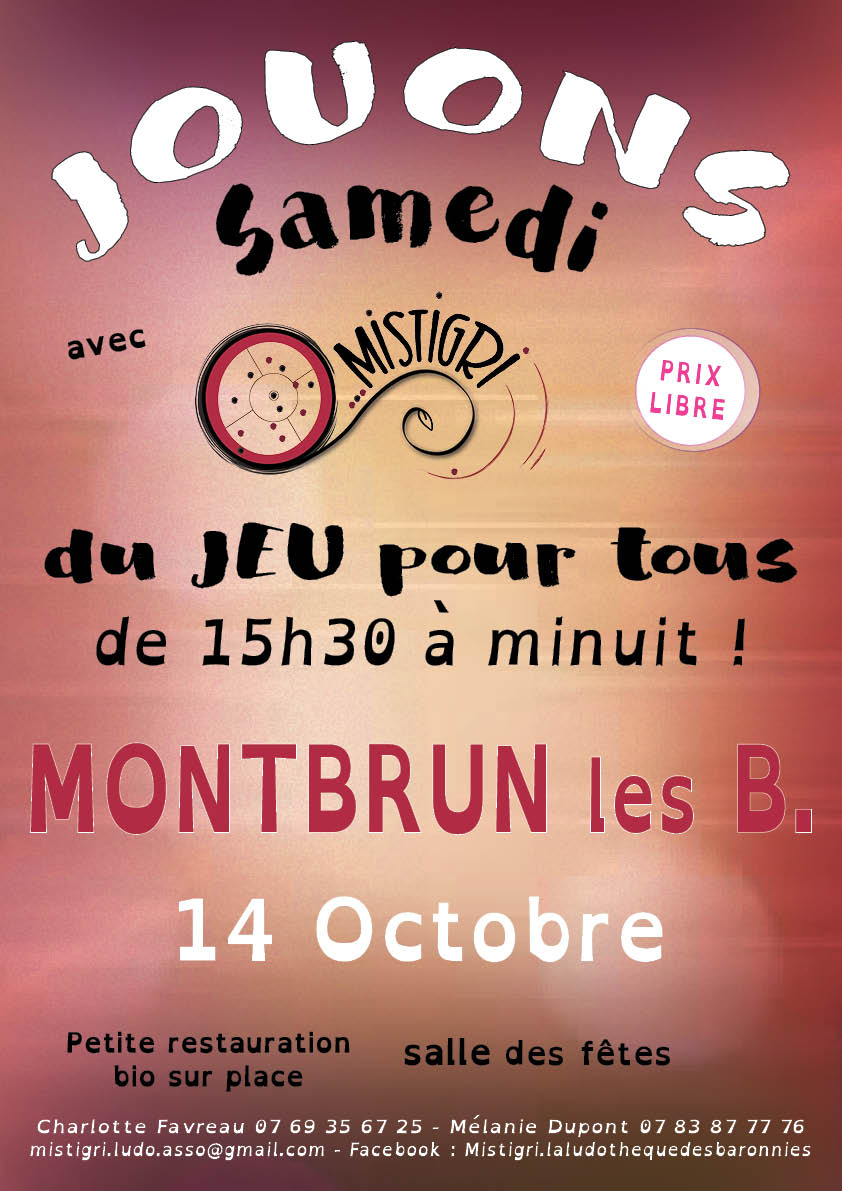 JOUONS
samedi
avec
MiSTIGRI
PRIX
LIBRE
du JEU pour tous
de 15h30 à minuit !
MONTBRUN les B.
14 Octobre
Petite restauration
bio sur place
salle des fêtes
Charlotte Favreau 07 69 35 67 25 - Mélanie Dupont 07 83 87 77 76
mistigri.ludo.asso@gmail.com - Facebook : Mistigri.laludothequedesbaronnies